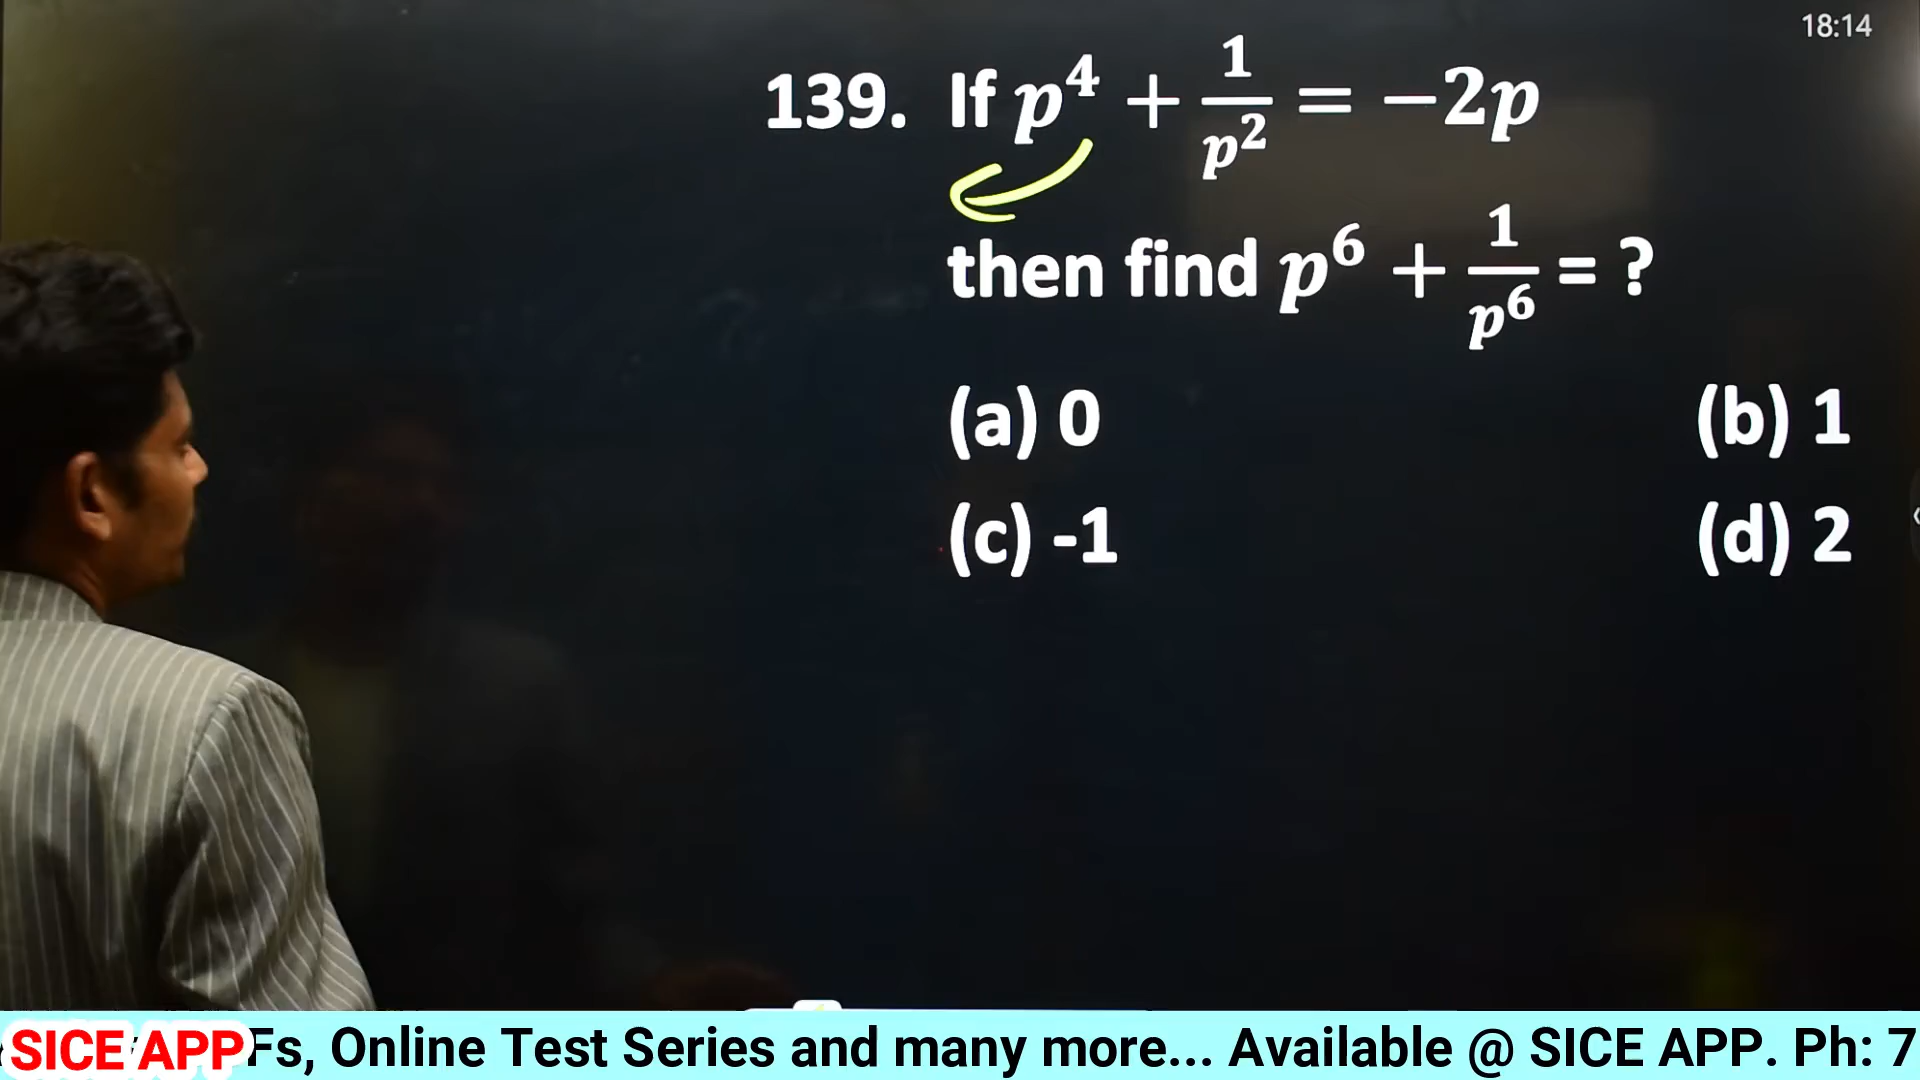 18:14
139. If p⁴ + 1/p² = −2p
then find p⁶ + 1/p⁶ = ?
(a) 0 (b) 1
(c) -1 (d) 2
SICE APP Fs, Online Test Series and many more... Available @ SICE APP. Ph: 7